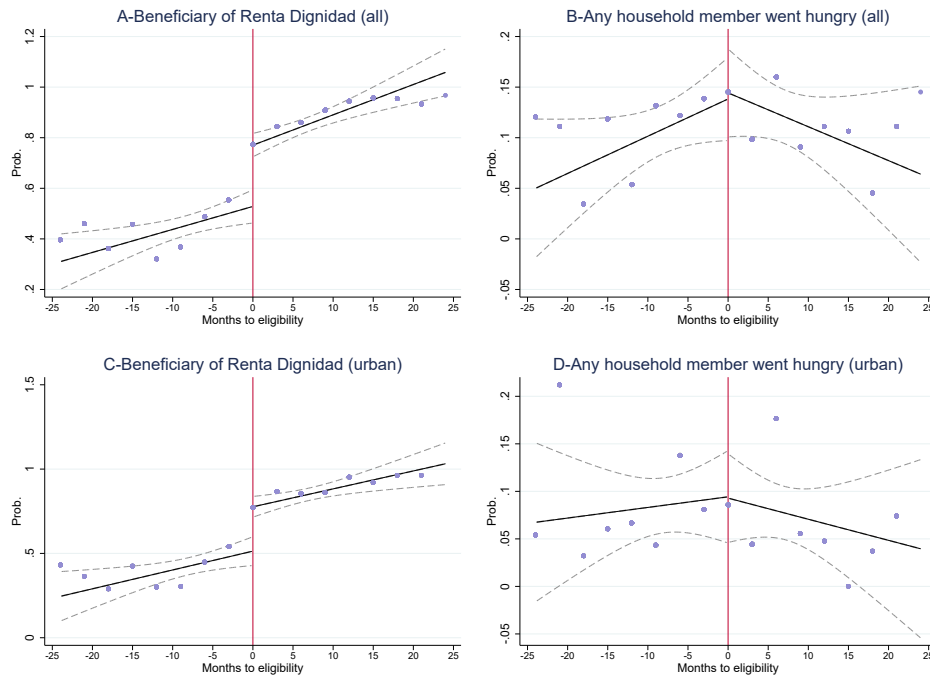 A-Beneficiary of Renta Dignidad (all)
Prob.
1.2
1
.8
.6
.4
.2
-25 -20 -15 -10 -5 0 5 10 15 20 25
Months to eligibility
B-Any household member went hungry (all)
Prob.
.2
.15
.1
.05
0
-.05
-25 -20 -15 -10 -5 0 5 10 15 20 25
Months to eligibility
C-Beneficiary of Renta Dignidad (urban)
Prob.
1.5
1
.5
0
-25 -20 -15 -10 -5 0 5 10 15 20 25
Months to eligibility
D-Any household member went hungry (urban)
Prob.
.2
.15
.1
.05
0
-.05
-25 -20 -15 -10 -5 0 5 10 15 20 25
Months to eligibility